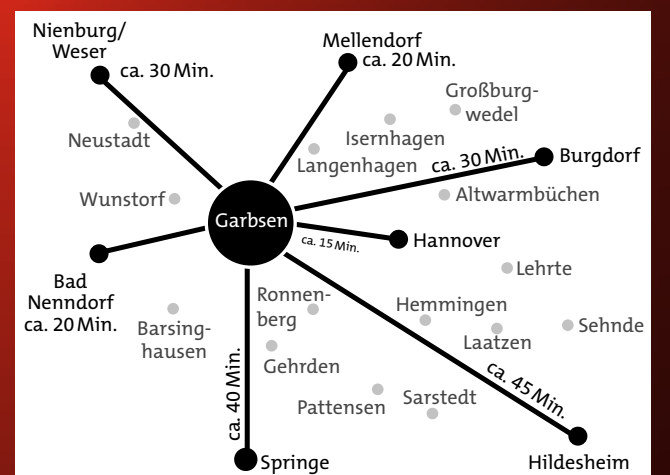 Nienburg/
Weser
ca. 30 Min.
Mellendorf
ca. 20 Min.
Großburg-
wedel
Neustadt
Isernhagen
Langenhagen
ca. 30 Min.
Burgdorf
Wunstorf
Altwarmbüchen
Garbsen
ca. 15 Min.
Hannover
Bad
Nenndorf
ca. 20 Min.
Lehrte
Ronnen-
berg
Hemmingen
Barsing-
hausen
Laatzen
Sehnde
Gehrden
ca. 40 Min.
ca. 45 Min.
Pattensen
Sarstedt
Springe
Hildesheim